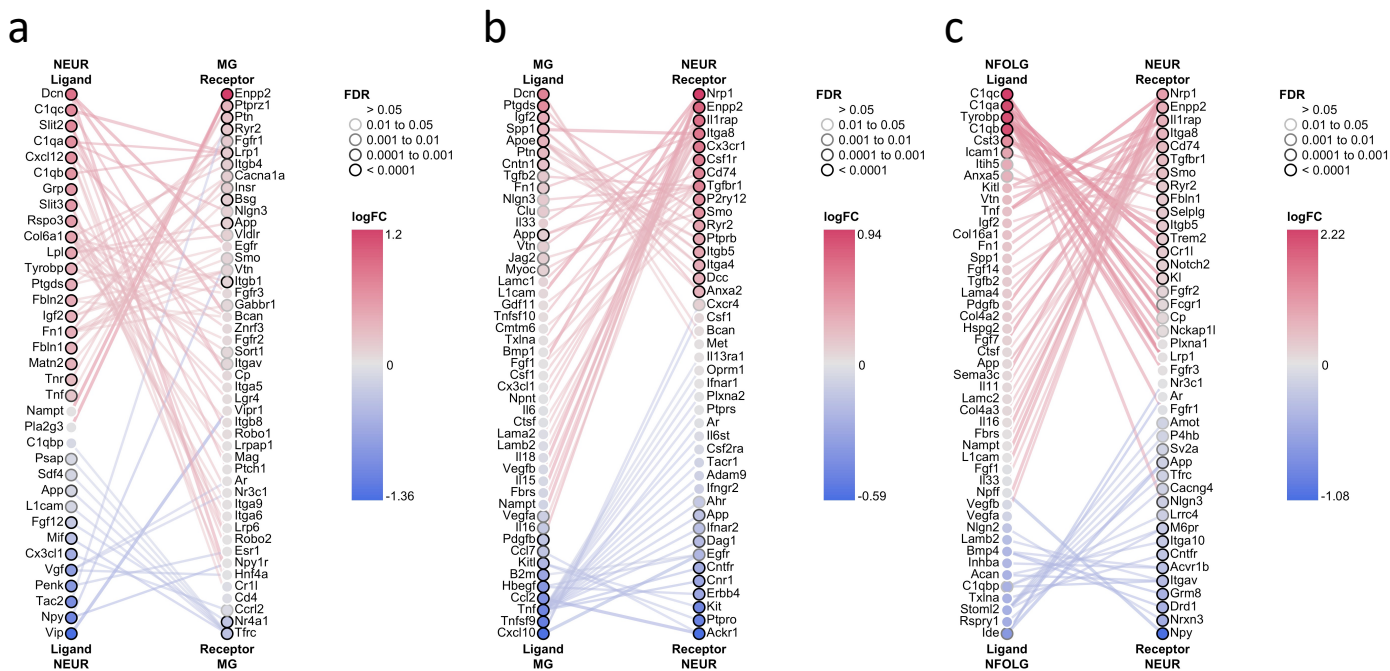 a
NEUR
Ligand
MG
Receptor
Dcn
C1qc
Slit2
C1qa
Cxcl12
C1qb
Grp
Slit3
Rspo3
Col6a1
Lpl
Tyrobp
Ptgds
Fbln2
Igf2
Fn1
Fbln1
Matn2
Tnr
Tnf
Nampt
Pla2g3
C1qbp
Psap
Sdf4
App
L1cam
Fgf12
Mif
Cx3cl1
Vgf
Penk
Tac2
Npy
Vip
Ligand
NEUR
Enpp2
Ptprz1
Ptn
Ryr2
Fgfr1
Lrp1
Itgb4
Cacna1a
Insr
Bsg
Nlgn3
App
Vldlr
Egfr
Smo
Vtn
Itgb1
Fgfr3
Gabbr1
Bcan
Znrf3
Fgfr2
Sort1
Itgav
Cp
Itga5
Lgr4
Vipr1
Itgb8
Robo1
Lrpap1
Mag
Ptch1
Ar
Nr3c1
Itga9
Itga6
Lrp6
Robo2
Esr1
Npy1r
Hnf4a
Cr1l
Cd4
Ccrl2
Nr4a1
Tfrc
Receptor
MG
FDR
> 0.05
0.01 to 0.05
0.001 to 0.01
0.0001 to 0.001
< 0.0001
logFC
1.2
0
-1.36
b
MG
Ligand
NEUR
Receptor
Dcn
Ptgds
Igf2
Spp1
Apoe
Ptn
Cntn1
Tgfb2
Fn1
Nlgn3
Clu
Il33
App
Vtn
Jag2
Myoc
Lamc1
L1cam
Gdf11
Tnfsf10
Cmtm6
Txlna
Bmp1
Fgf1
Csf1
Cx3cl1
Npnt
Il6
Ctsf
Lama2
Lamb2
Il18
Vegfb
Il15
Fbrs
Nampt
Vegfa
Il16
Pdgfb
Ccl7
Kitl
B2m
Hbegf
Ccl2
Tnf
Tnfsf9
Cxcl10
Ligand
MG
Nrp1
Enpp2
Il1rap
Itga8
Cx3cr1
Csf1r
Cd74
Tgfbr1
P2ry12
Smo
Ryr2
Ptprb
Itgb5
Itga4
Dcc
Anxa2
Cxcr4
Csf1
Bcan
Met
Il13ra1
Oprm1
Ifnar1
Plxna2
Ptprs
Ar
Il6st
Csf2ra
Tacr1
Adam9
Ifngr2
Ahr
App
Ifnar2
Dag1
Egfr
Cntfr
Cnr1
Erbb4
Kit
Ptpro
Ackr1
Receptor
NEUR
FDR
> 0.05
0.01 to 0.05
0.001 to 0.01
0.0001 to 0.001
< 0.0001
logFC
0.94
0
-0.59
c
NFOLG
Ligand
NEUR
Receptor
C1qc
C1qa
Tyrobp
C1qb
Cst3
Icam1
Itih5
Anxa5
Kitl
Vtn
Tnf
Igf2
Col16a1
Fn1
Spp1
Fgf14
Tgfb2
Lama4
Pdgfb
Col4a2
Hspg2
Fgf7
Ctsf
App
Sema3c
Il11
Lamc2
Col4a3
Il16
Fbrs
Nampt
L1cam
Fgf1
Il33
Npff
Vegfb
Vegfa
Nlgn2
Lamb2
Bmp4
Inhba
Acan
C1qbp
Txlna
Stoml2
Rspry1
Ide
Ligand
NFOLG
Nrp1
Enpp2
Il1rap
Itga8
Cd74
Tgfbr1
Smo
Ryr2
Fbln1
Selplg
Itgb5
Trem2
Cr1l
Notch2
Kl
Fgfr2
Fcgr1
Cp
Nckap1l
Plxna1
Lrp1
Fgfr3
Nr3c1
Ar
Fgfr1
Amot
P4hb
Sv2a
App
Tfrc
Cacng4
Nlgn3
Lrrc4
M6pr
Itga10
Cntfr
Acvr1b
Itgav
Grm8
Drd1
Nrxn3
Npy
Receptor
NEUR
FDR
> 0.05
0.01 to 0.05
0.001 to 0.01
0.0001 to 0.001
< 0.0001
logFC
2.22
0
-1.08